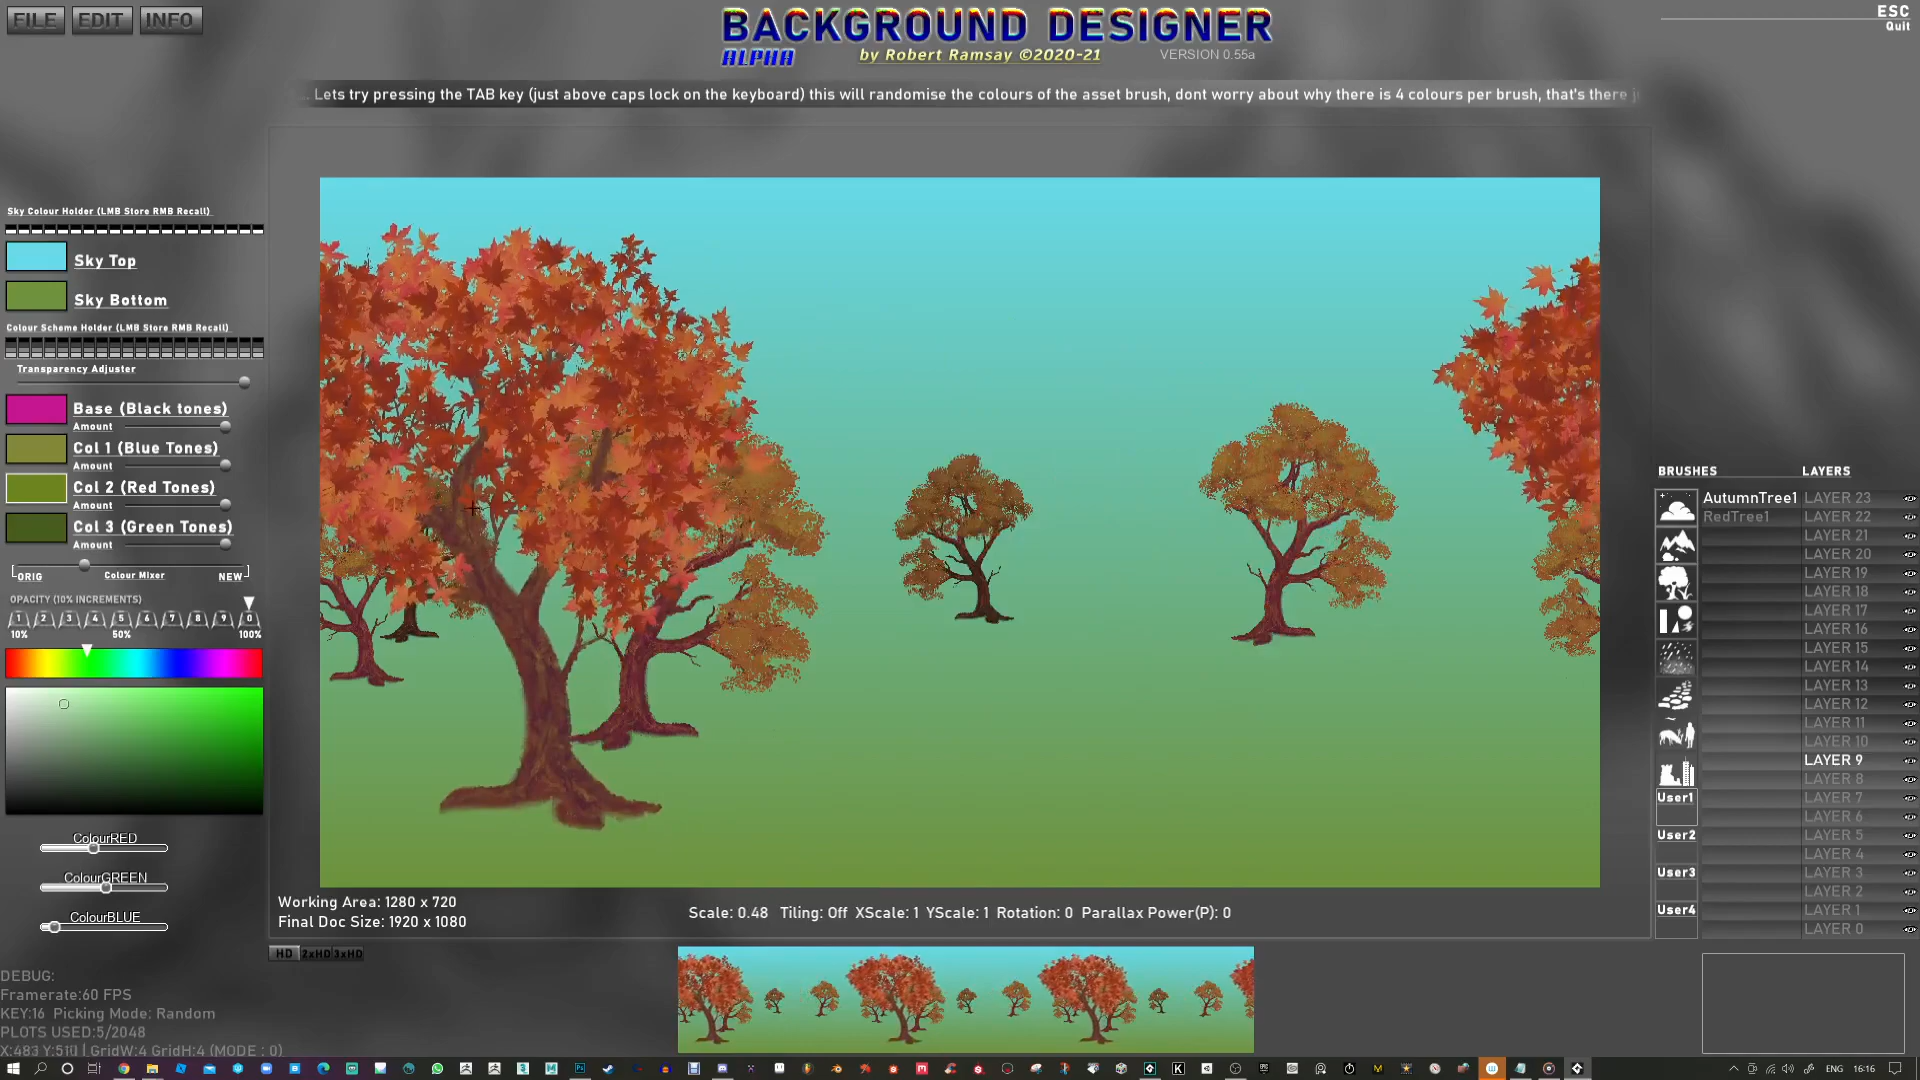 FILE EDIT INFO
BACKGROUND DESIGNER
ALPHA by Robert Ramsay ©2020-21 VERSION 0.55a
ESC
Quit
... Lets try pressing the TAB key (just above caps lock on the keyboard) this will randomise the colours of the asset brush, dont worry about why there is 4 colours per brush, that's there
Sky Colour Holder (LMB Store RMB Recall)
Sky Top
Sky Bottom
Colour Scheme Holder (LMB Store RMB Recall)
Transparency Adjuster
Base (Black tones)
Amount
Col 1 (Blue Tones)
Amount
Col 2 (Red Tones)
Amount
Col 3 (Green Tones)
Amount
ORIG Colour Mixer NEW
OPACITY (10% INCREMENTS)
1 2 3 4 5 6 7 8 9 0
10% 50% 100%
ColourRED
ColourGREEN
ColourBLUE
BRUSHES LAYERS
AutumnTree1 LAYER 23
RedTree1 LAYER 22
LAYER 21
LAYER 20
LAYER 19
LAYER 18
LAYER 17
LAYER 16
LAYER 15
LAYER 14
LAYER 13
LAYER 12
LAYER 11
LAYER 10
LAYER 9
LAYER 8
User1 LAYER 7
LAYER 6
User2 LAYER 5
LAYER 4
User3 LAYER 3
LAYER 2
User4 LAYER 1
LAYER 0
Working Area: 1280 x 720
Final Doc Size: 1920 x 1080
Scale: 0.48 Tiling: Off XScale: 1 YScale: 1 Rotation: 0 Parallax Power(P): 0
HD 2xHD 3xHD
DEBUG:
Framerate:60 FPS
KEY:16 Picking Mode: Random
PLOTS USED:5/2048
X:483 Y:510 | GridW:4 GridH:4 (MODE : 0)
ENG 16:16